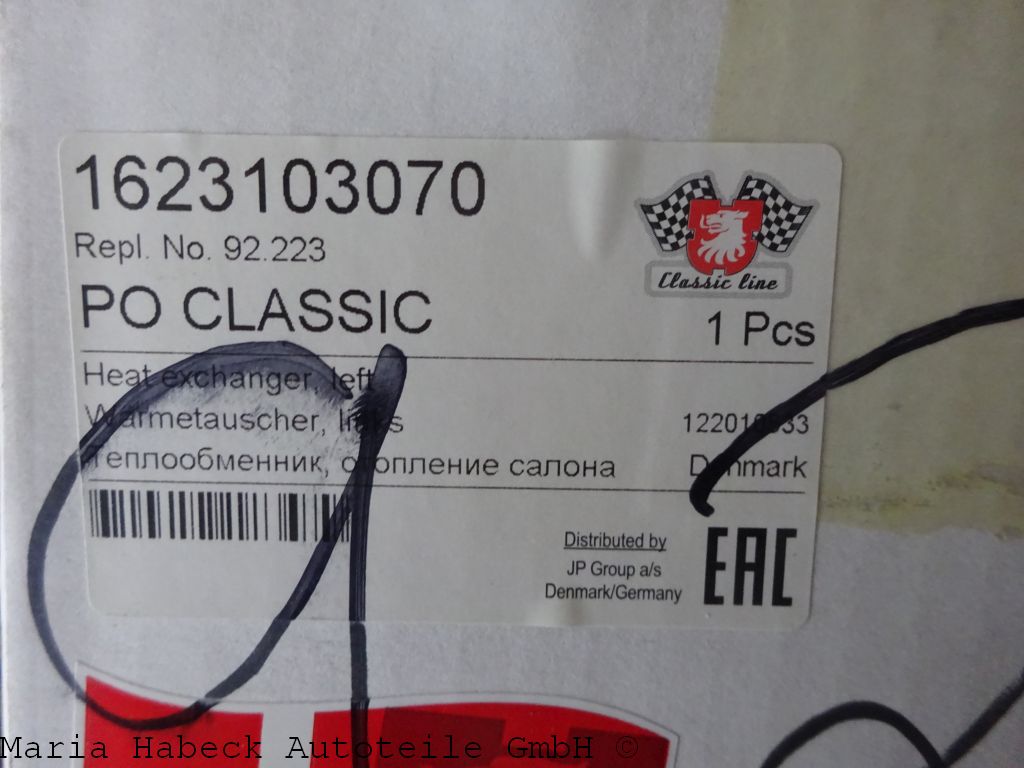 1623103070
Repl. No. 92.223
PO CLASSIC
Classic line
1 Pcs
Heat exchanger, left
Wärmetauscher, links
Теплообменник, отопление салона
Denmark
Distributed by
JP Group a/s
Denmark/Germany
EAC
Maria Habeck Autoteile GmbH ©